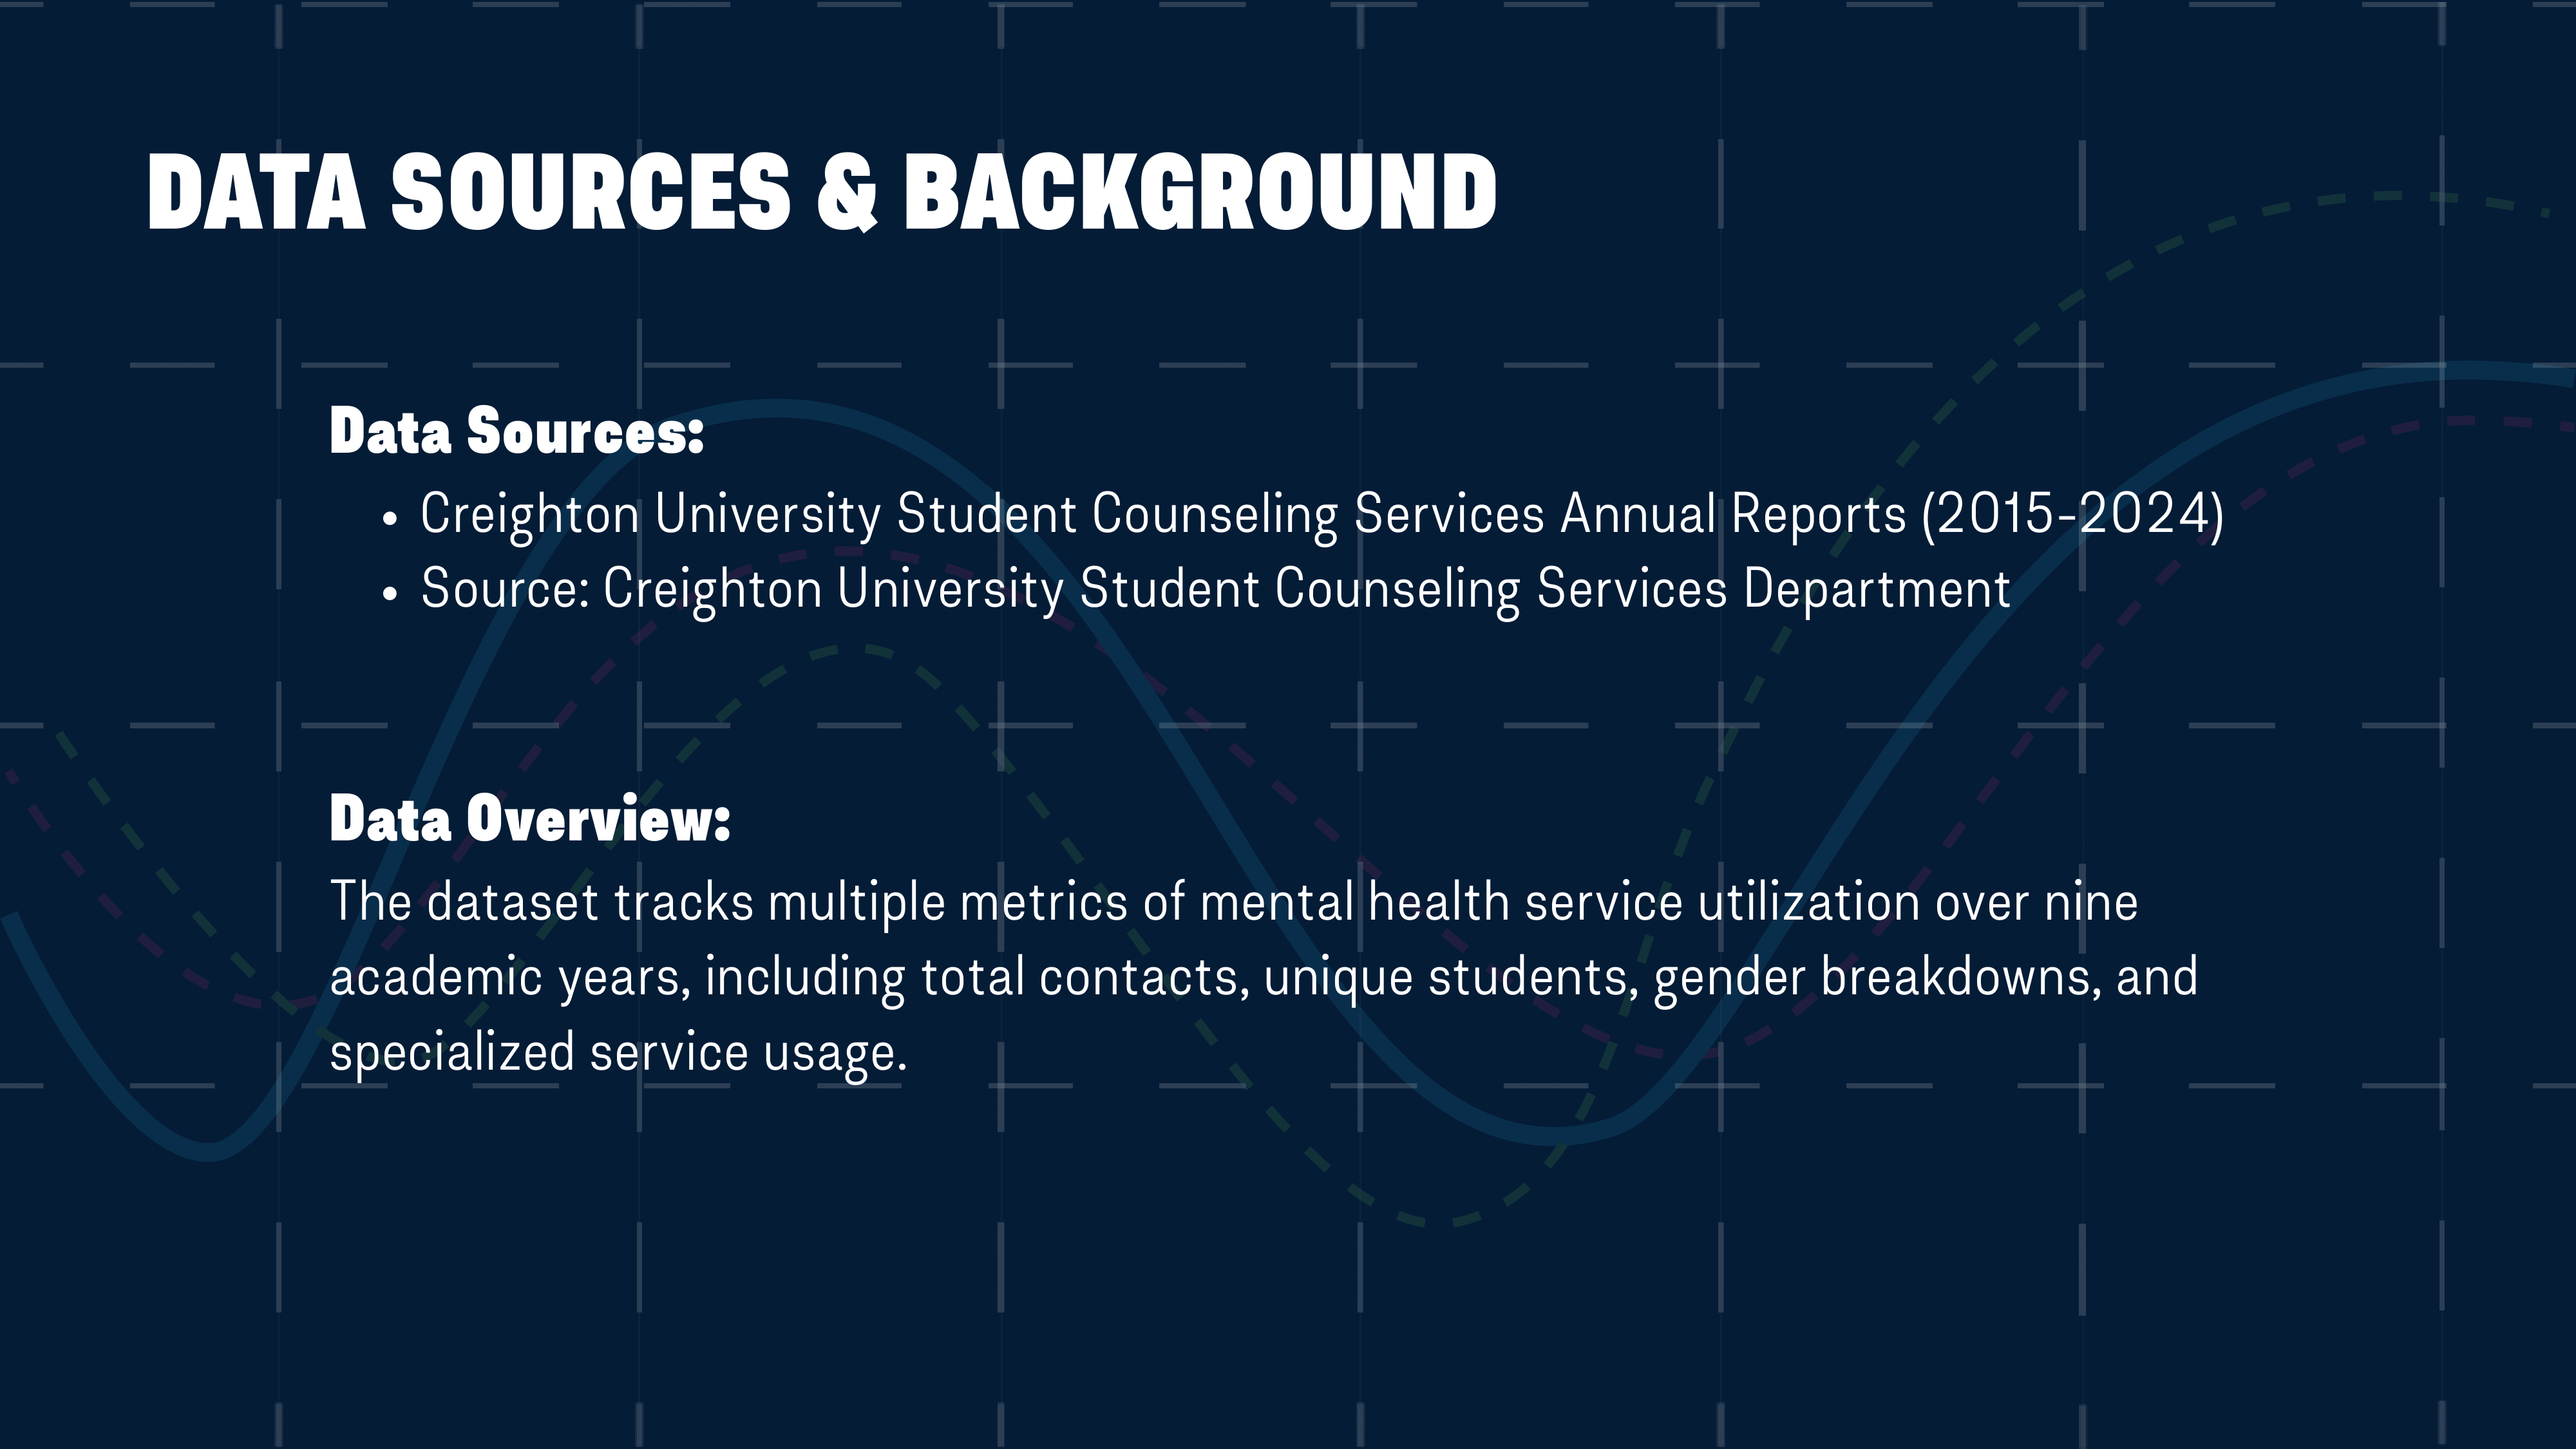 DATA SOURCES & BACKGROUND
Data Sources:
• Creighton University Student Counseling Services Annual Reports (2015-2024)
• Source: Creighton University Student Counseling Services Department
Data Overview:
The dataset tracks multiple metrics of mental health service utilization over nine
academic years, including total contacts, unique students, gender breakdowns, and
specialized service usage.